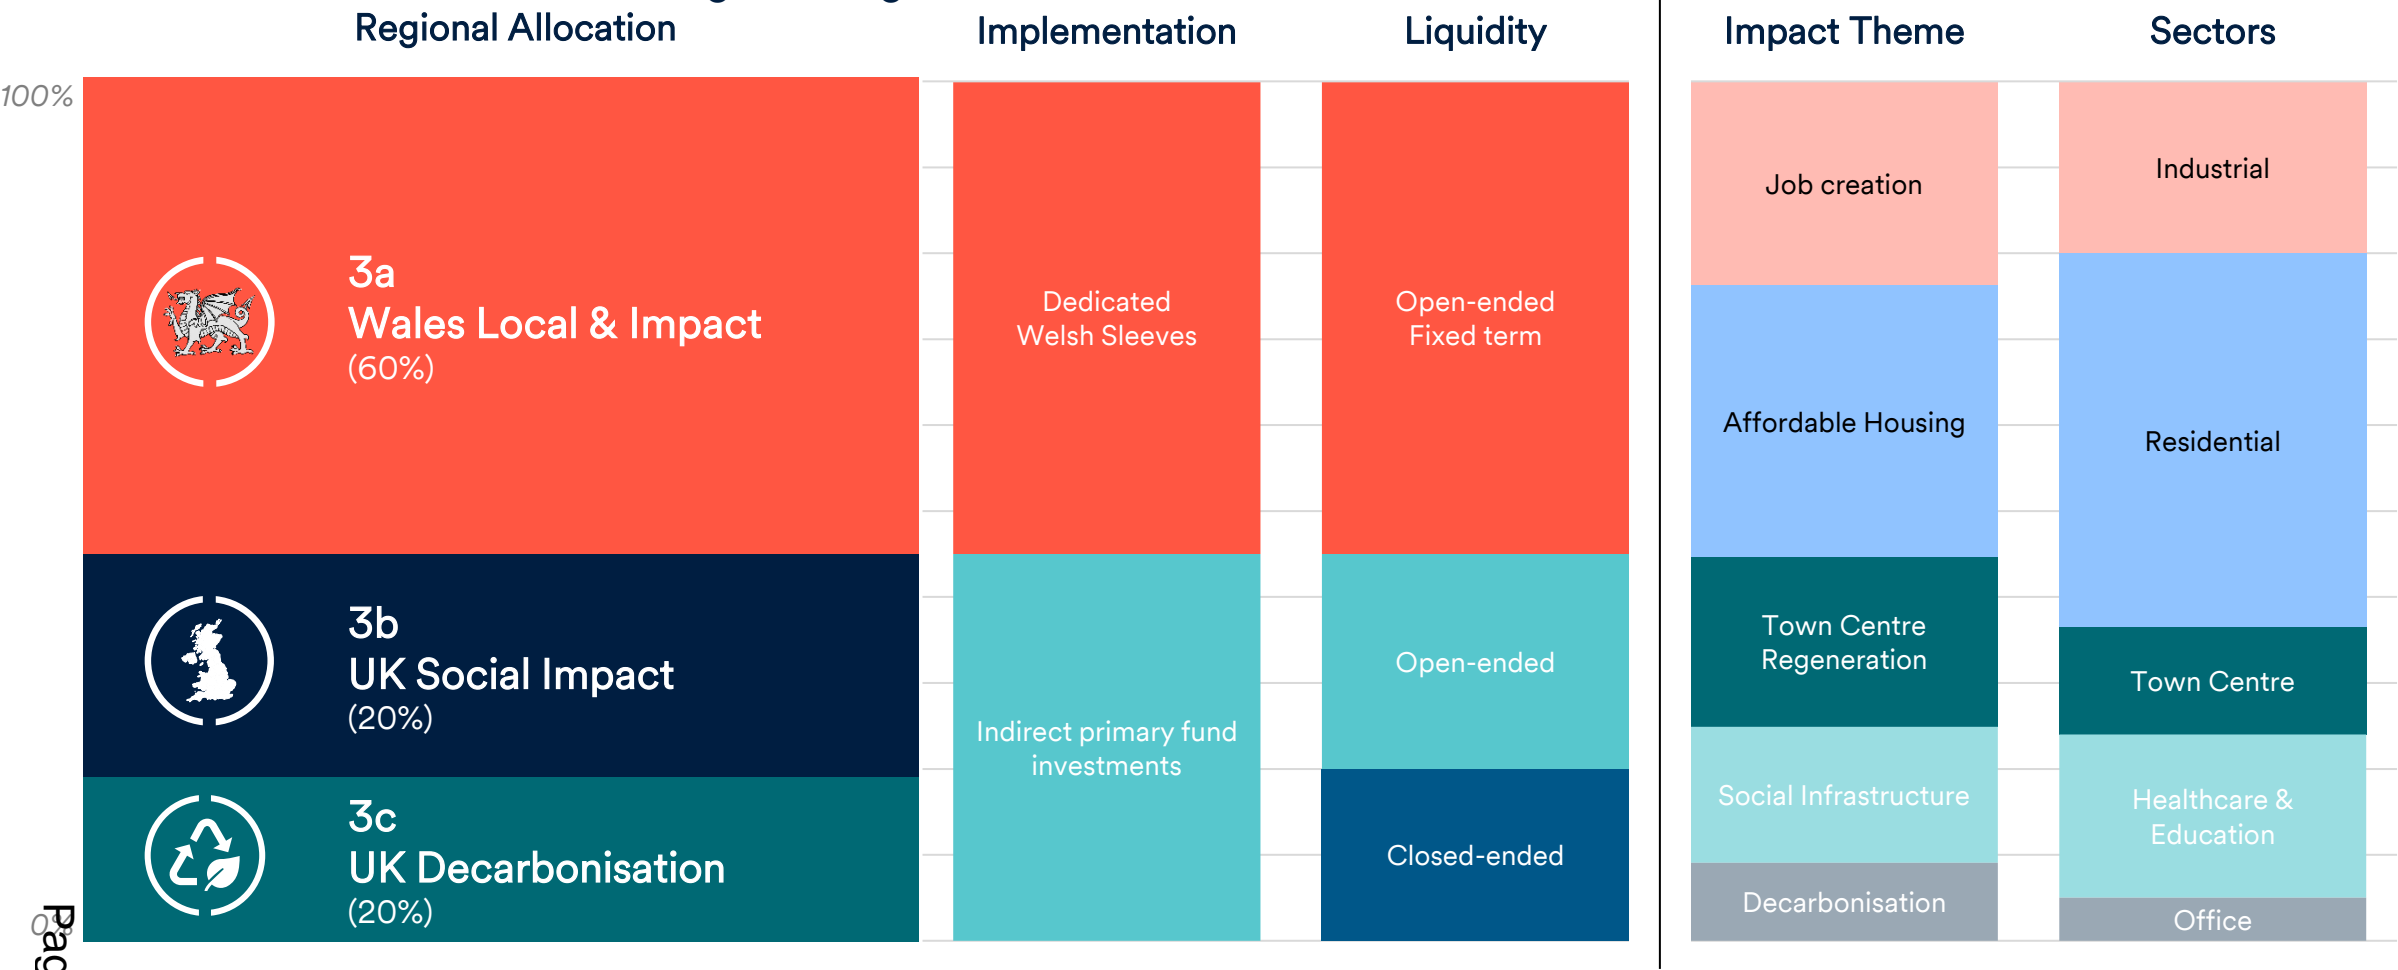 Regional Allocation
Implementation
Liquidity
Impact Theme
Sectors
100%
3a
Wales Local & Impact
(60%)
3b
UK Social Impact
(20%)
3c
UK Decarbonisation
(20%)
0%
Dedicated
Welsh Sleeves
Indirect primary fund
investments
Open-ended
Fixed term
Open-ended
Closed-ended
Job creation
Affordable Housing
Town Centre
Regeneration
Social Infrastructure
Decarbonisation
Industrial
Residential
Town Centre
Healthcare &
Education
Office